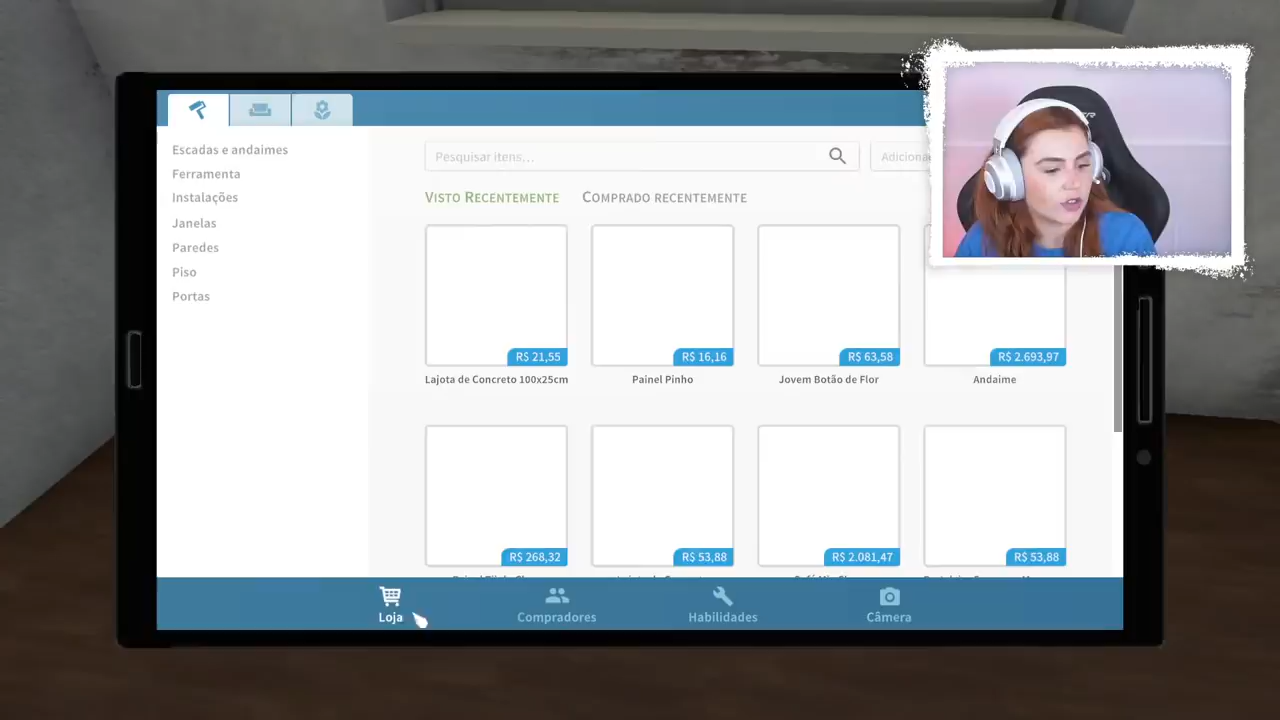 Escadas e andaimes
Ferramenta
Instalações
Janelas
Paredes
Piso
Portas
Pesquisar itens...
VISTO RECENTEMENTE
COMPRADO RECENTEMENTE
R$ 21,55
R$ 16,16
R$ 63,58
R$ 2.693,97
Lajota de Concreto 100x25cm
Painel Pinho
Jovem Botão de Flor
Andaime
R$ 268,32
R$ 53,88
R$ 2.081,47
R$ 53,88
Loja
Compradores
Habilidades
Câmera